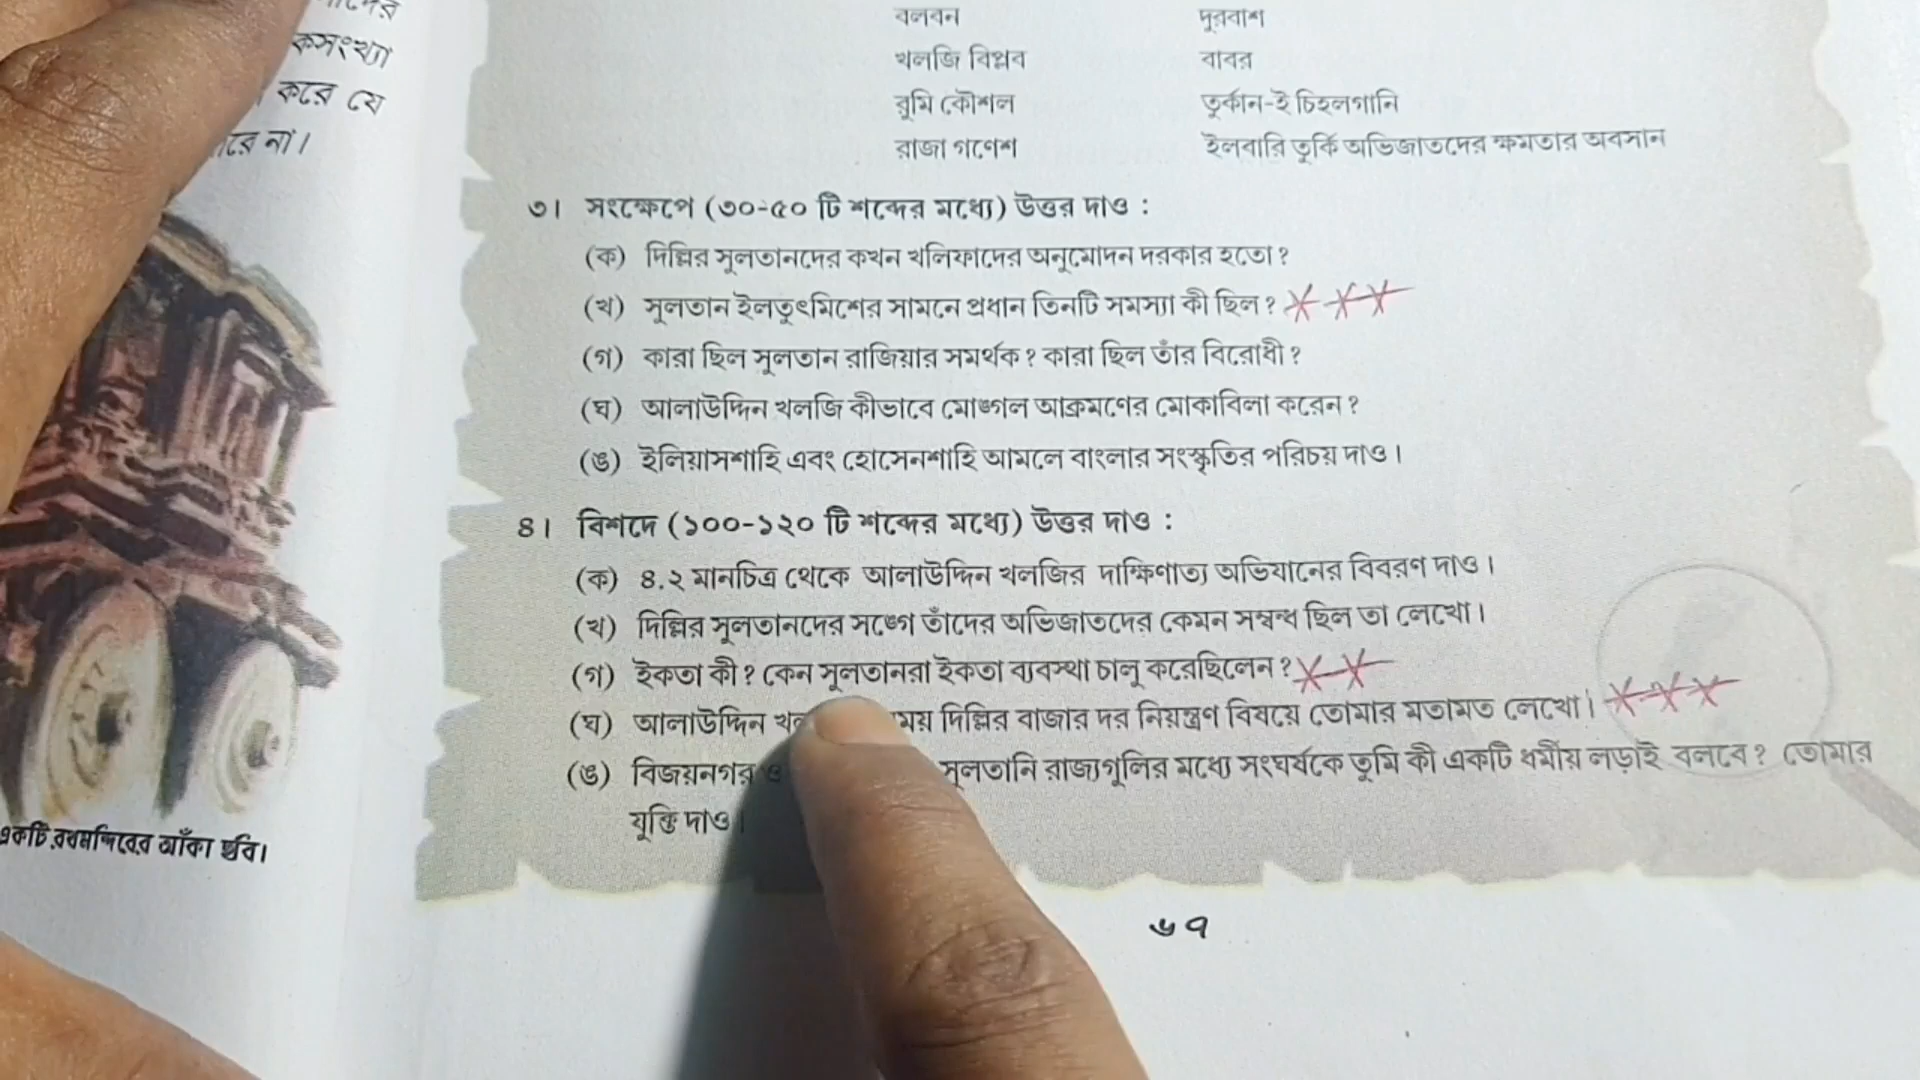 কসংখ্যা
করে যে
রে না।
একটি রথমন্দিরের আঁকা ছবি।
বলবন দূরবাশ
খলজি বিপ্লব বাবর
রুমি কৌশল তুর্কান-ই চিহলগানি
রাজা গণেশ ইলবারি তুর্কি অভিজাতদের ক্ষমতার অবসান
৩। সংক্ষেপে (৩০-৫০ টি শব্দের মধ্যে) উত্তর দাও :
(ক) দিল্লির সুলতানদের কখন খলিফাদের অনুমোদন দরকার হতো?
(খ) সুলতান ইলতুৎমিশের সামনে প্রধান তিনটি সমস্যা কী ছিল?
(গ) কারা ছিল সুলতান রাজিয়ার সমর্থক? কারা ছিল তাঁর বিরোধী?
(ঘ) আলাউদ্দিন খলজি কীভাবে মোঙ্গল আক্রমণের মোকাবিলা করেন?
(ঙ) ইলিয়াসশাহি এবং হোসেনশাহি আমলে বাংলার সংস্কৃতির পরিচয় দাও।
৪। বিশদে (১০০-১২০ টি শব্দের মধ্যে) উত্তর দাও :
(ক) ৪.২ মানচিত্র থেকে আলাউদ্দিন খলজির দাক্ষিণাত্য অভিযানের বিবরণ দাও।
(খ) দিল্লির সুলতানদের সঙ্গে তাঁদের অভিজাতদের কেমন সম্বন্ধ ছিল তা লেখো।
(গ) ইকতা কী? কেন সুলতানরা ইকতা ব্যবস্থা চালু করেছিলেন?
(ঘ) আলাউদ্দিন দিল্লির বাজার দর নিয়ন্ত্রণ বিষয়ে তোমার মতামত লেখো।
(ঙ) বিজয়নগর ও সুলতানি রাজ্যগুলির মধ্যে সংঘর্ষকে তুমি কী একটি ধর্মীয় লড়াই বলবে? তোমার
যুক্তি দাও।
৬৭